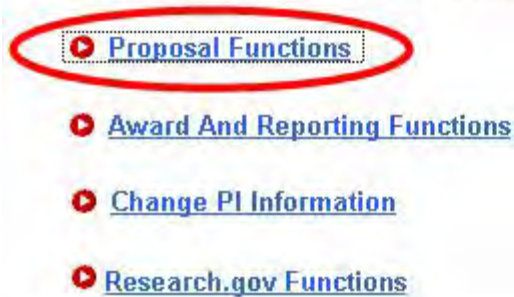 Proposal Functions
Award And Reporting Functions
Change PI Information
Research.gov Functions